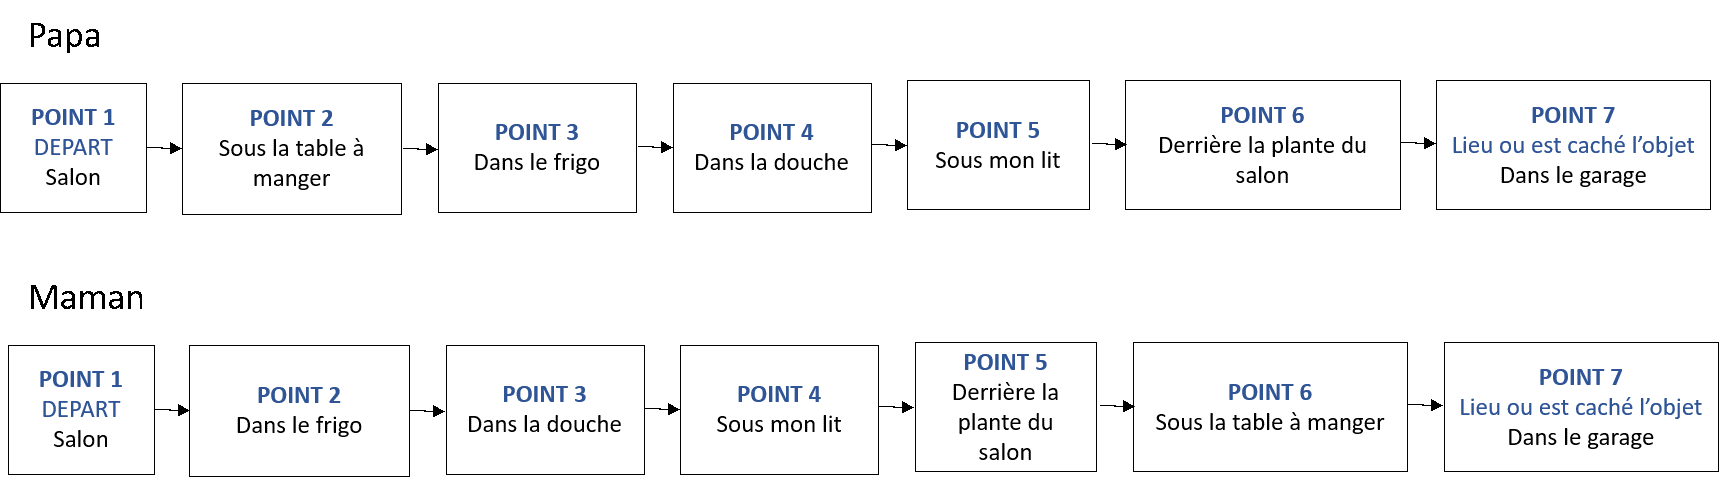 Papa
POINT 1
DEPART
Salon
POINT 2
Sous la table à
manger
POINT 3
Dans le frigo
POINT 4
Dans la douche
POINT 5
Sous mon lit
POINT 6
Derrière la plante du
salon
POINT 7
Lieu ou est caché l’objet
Dans le garage
Maman
POINT 1
DEPART
Salon
POINT 2
Dans le frigo
POINT 3
Dans la douche
POINT 4
Sous mon lit
POINT 5
Derrière la
plante du
salon
POINT 6
Sous la table à manger
POINT 7
Lieu ou est caché l’objet
Dans le garage